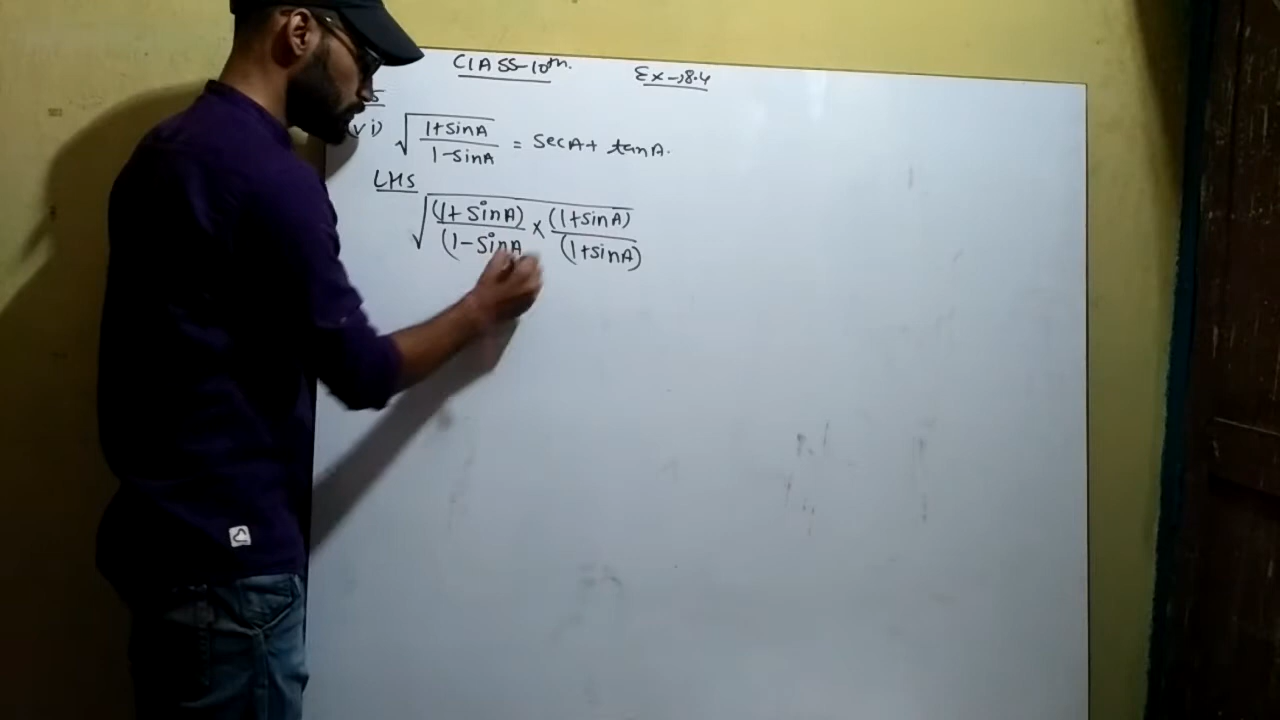 CLASS-10th. Ex-8.4
(vi) √(1+sinA)/(1-sinA) = secA + tanA.
LHS
√(1+sinA)/(1-sinA × (1+sinA)/(1+sinA)